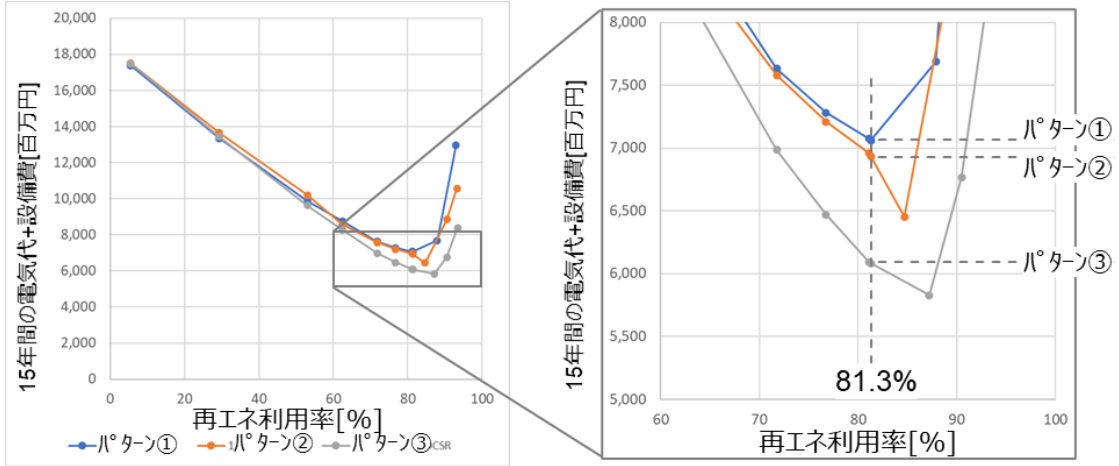 20,000
18,000
16,000
14,000
12,000
10,000
8,000
6,000
4,000
2,000
0
15年間の電気代+設備費[百万円]
0 20 40 60 80 100
再エネ利用率[%]
パターン① 1パターン② パターン③CSR
8,000
7,500
7,000
6,500
6,000
5,500
5,000
15年間の電気代+設備費[百万円]
パターン①
パターン②
パターン③
81.3%
60 70 80 90 100
再エネ利用率[%]